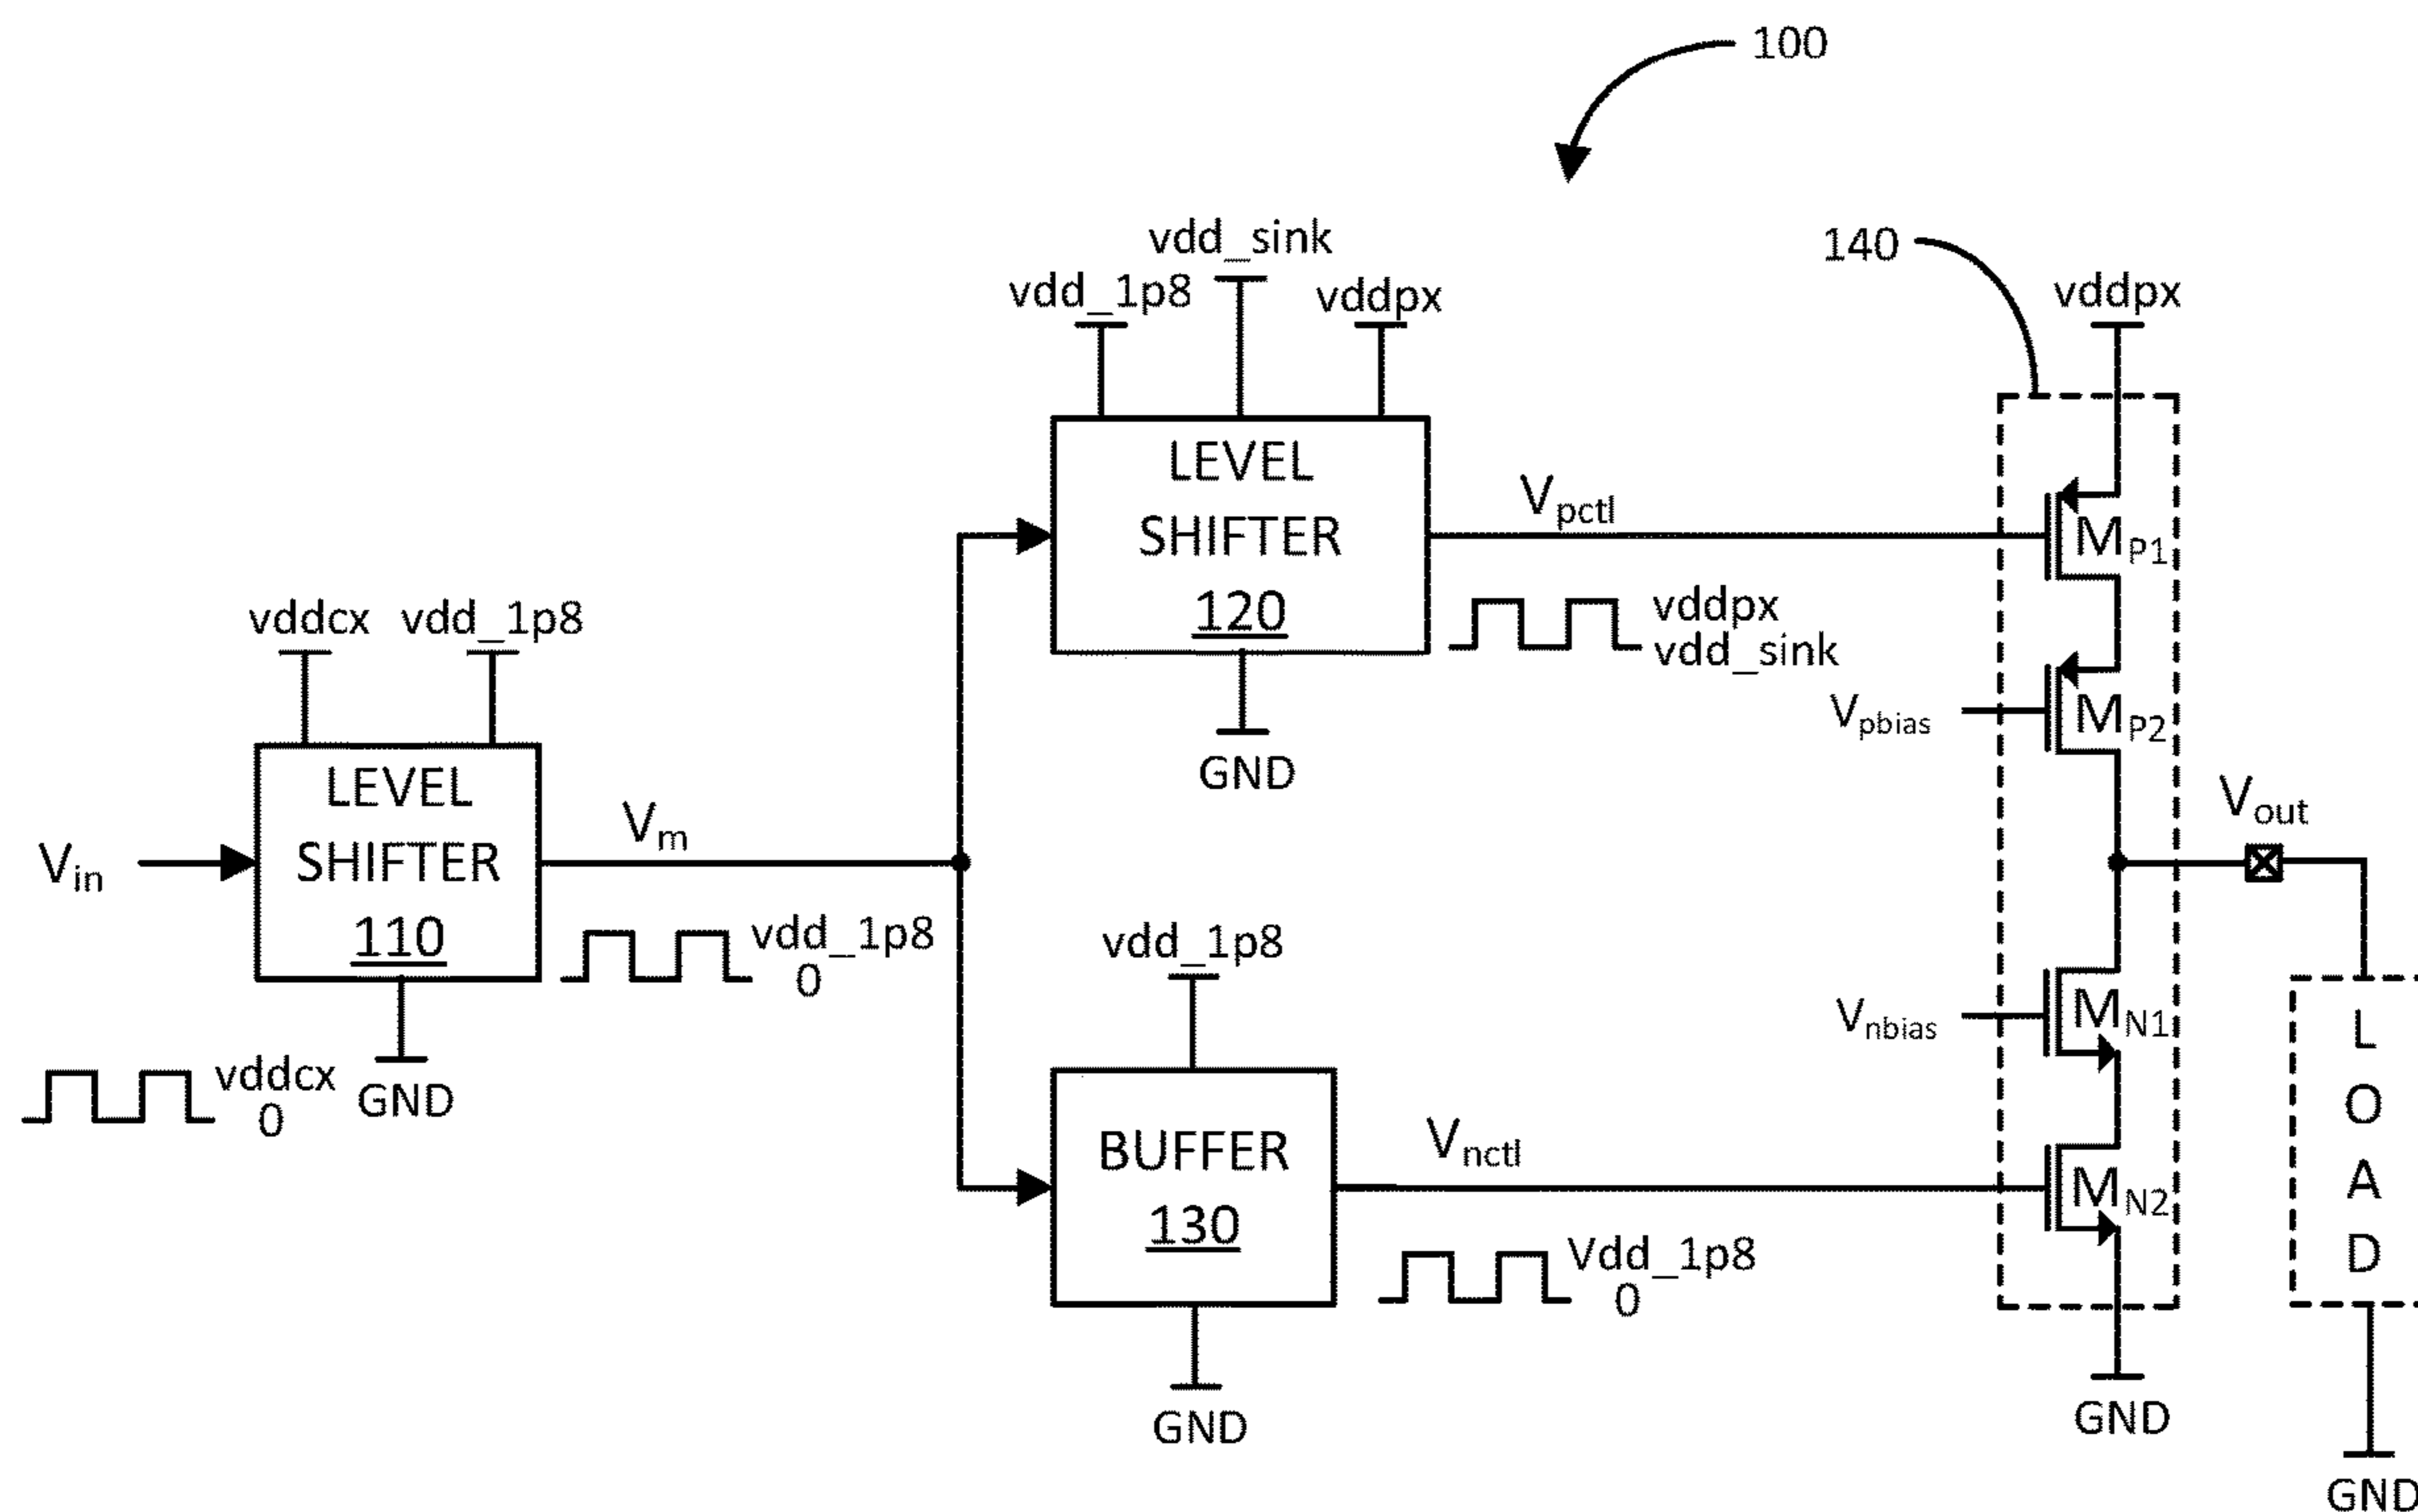 100
140
vdd_sink
vdd_1p8
vddpx
vddpx
LEVEL
SHIFTER
120
Vpctl
MP1
vddpx
vdd_sink
GND
Vpbias
MP2
vddcx
vdd_1p8
LEVEL
SHIFTER
110
Vin
Vm
vdd_1p8
0
GND
vddcx
0
Vout
vdd_1p8
BUFFER
130
GND
Vnctl
Vdd_1p8
0
Vnbias
MN1
MN2
GND
L
O
A
D
GND